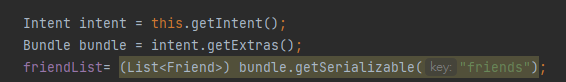 Intent intent = this.getIntent();
Bundle bundle = intent.getExtras();
friendList= (List<Friend>) bundle.getSerializable( key: "friends");